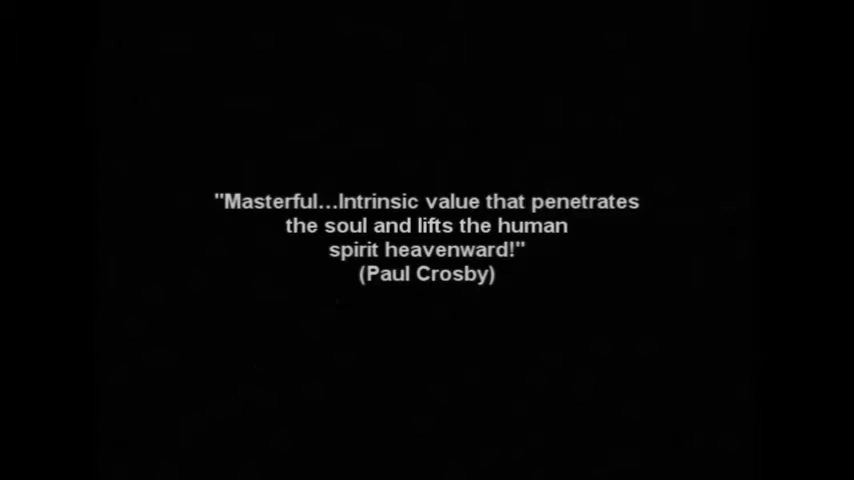 "Masterful...Intrinsic value that penetrates
the soul and lifts the human
spirit heavenward!"
(Paul Crosby)